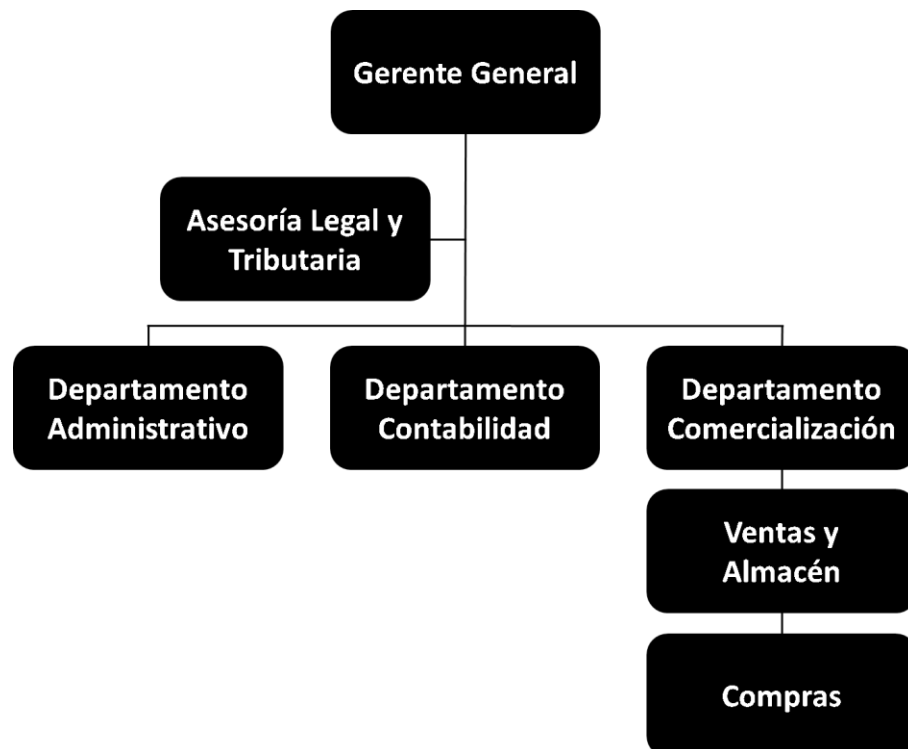 Gerente General
Asesoría Legal y
Tributaria
Departamento
Administrativo
Departamento
Contabilidad
Departamento
Comercialización
Ventas y
Almacén
Compras